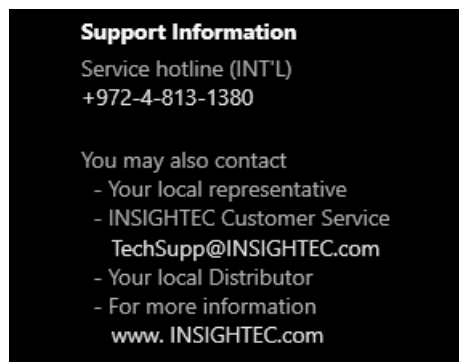 Support Information
Service hotline (INT'L)
+972-4-813-1380
You may also contact
- Your local representative
- INSIGHTEC Customer Service
TechSupp@INSIGHTEC.com
- Your local Distributor
- For more information
www. INSIGHTEC.com